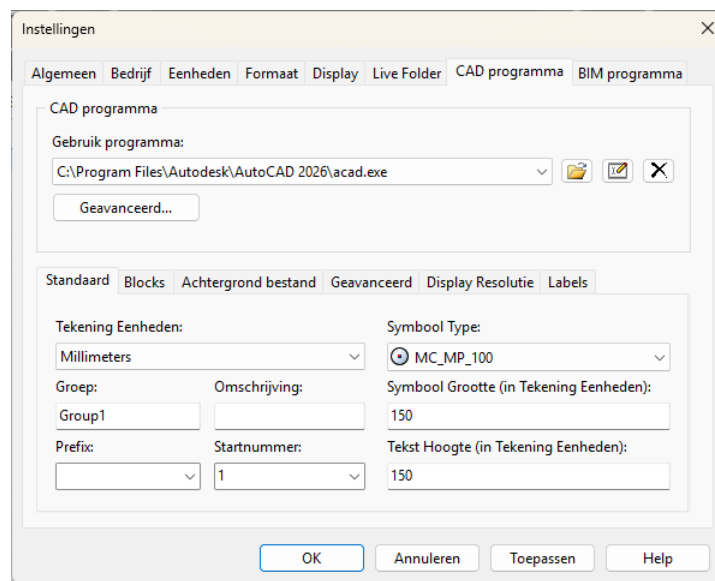 Instellingen
Algemeen Bedrijf Eenheden Formaat Display Live Folder CAD programma BIM programma
CAD programma
Gebruik programma:
C:\Program Files\Autodesk\AutoCAD 2026\acad.exe
Geavanceerd...
Standaard Blocks Achtergrond bestand Geavanceerd Display Resolutie Labels
Tekening Eenheden: Symbool Type:
Millimeters MC_MP_100
Groep: Omschrijving: Symbool Grootte (in Tekening Eenheden):
Group1 150
Prefix: Startnummer: Tekst Hoogte (in Tekening Eenheden):
1 150
OK Annuleren Toepassen Help